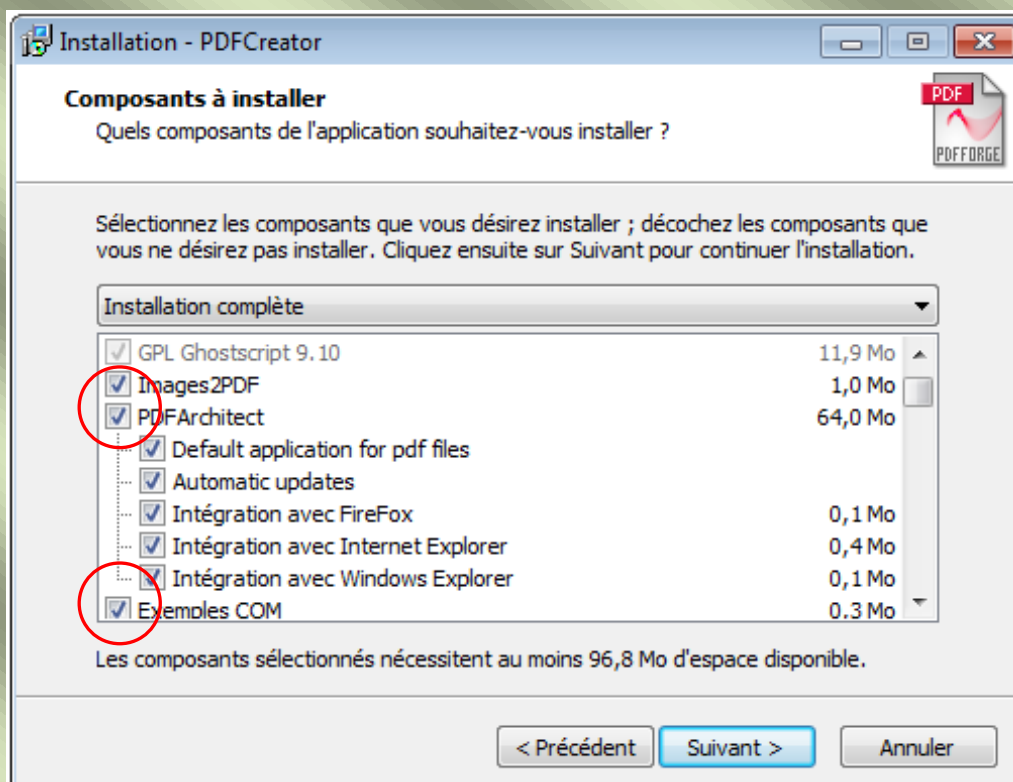 Installation - PDFCreator
Composants à installer
Quels composants de l'application souhaitez-vous installer ?
PDF
PDFFORGE
Sélectionnez les composants que vous désirez installer ; décochez les composants que
vous ne désirez pas installer. Cliquez ensuite sur Suivant pour continuer l'installation.
Installation complète
GPL Ghostscript 9.10 11,9 Mo
Images2PDF 1,0 Mo
PDFArchitect 64,0 Mo
Default application for pdf files
Automatic updates
Intégration avec FireFox 0,1 Mo
Intégration avec Internet Explorer 0,4 Mo
Intégration avec Windows Explorer 0,1 Mo
Exemples COM 0,3 Mo
Les composants sélectionnés nécessitent au moins 96,8 Mo d'espace disponible.
< Précédent Suivant > Annuler